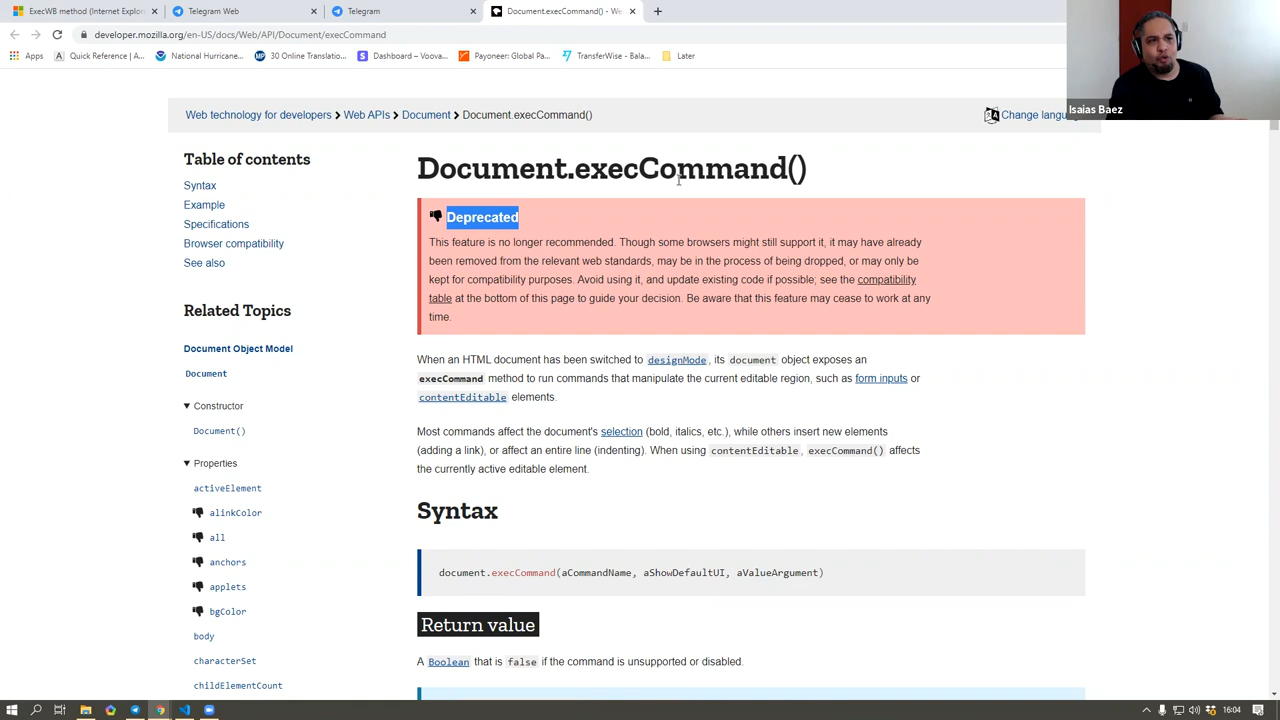 ExecWB method (Internet Explor
Telegram Web
Telegram
Document.execCommand() - We
developer.mozilla.org/en-US/docs/Web/API/Document/execCommand
Apps
Quick Reference | A...
National Hurricane...
30 Online Translatio...
Dashboard – Voova...
Payoneer: Global Pa...
TransferWise - Bala...
Later
Isaias Baez
Web technology for developers
Web APIs
Document
Document.execCommand()
Change langu
Table of contents
Syntax
Example
Specifications
Browser compatibility
See also
Related Topics
Document Object Model
Document
Constructor
Document()
Properties
activeElement
alinkColor
all
anchors
applets
bgColor
body
characterSet
childElementCount
Document.execCommand()
Deprecated
This feature is no longer recommended. Though some browsers might still support it, it may have already
been removed from the relevant web standards, may be in the process of being dropped, or may only be
kept for compatibility purposes. Avoid using it, and update existing code if possible; see the compatibility
table at the bottom of this page to guide your decision. Be aware that this feature may cease to work at any
time.
When an HTML document has been switched to designMode, its document object exposes an
execCommand method to run commands that manipulate the current editable region, such as form inputs or
contentEditable elements.
Most commands affect the document's selection (bold, italics, etc.), while others insert new elements
(adding a link), or affect an entire line (indenting). When using contentEditable, execCommand() affects
the currently active editable element.
Syntax
document.execCommand(aCommandName, aShowDefaultUI, aValueArgument)
Return value
A Boolean that is false if the command is unsupported or disabled.
16:04